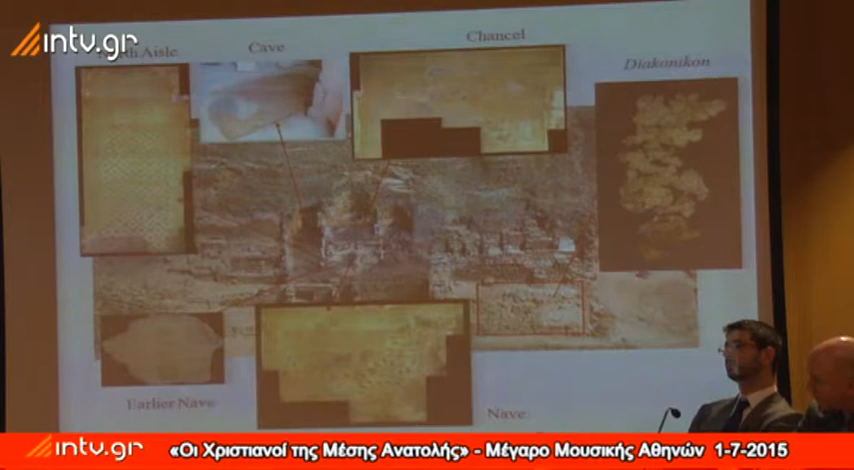 intv.gr
Aisle
Cave
Chancel
Diakonikon
Earlier Nave
Nave
intv.gr «Οι Χριστιανοί της Μέσης Ανατολής» - Μέγαρο Μουσικής Αθηνών 1-7-2015